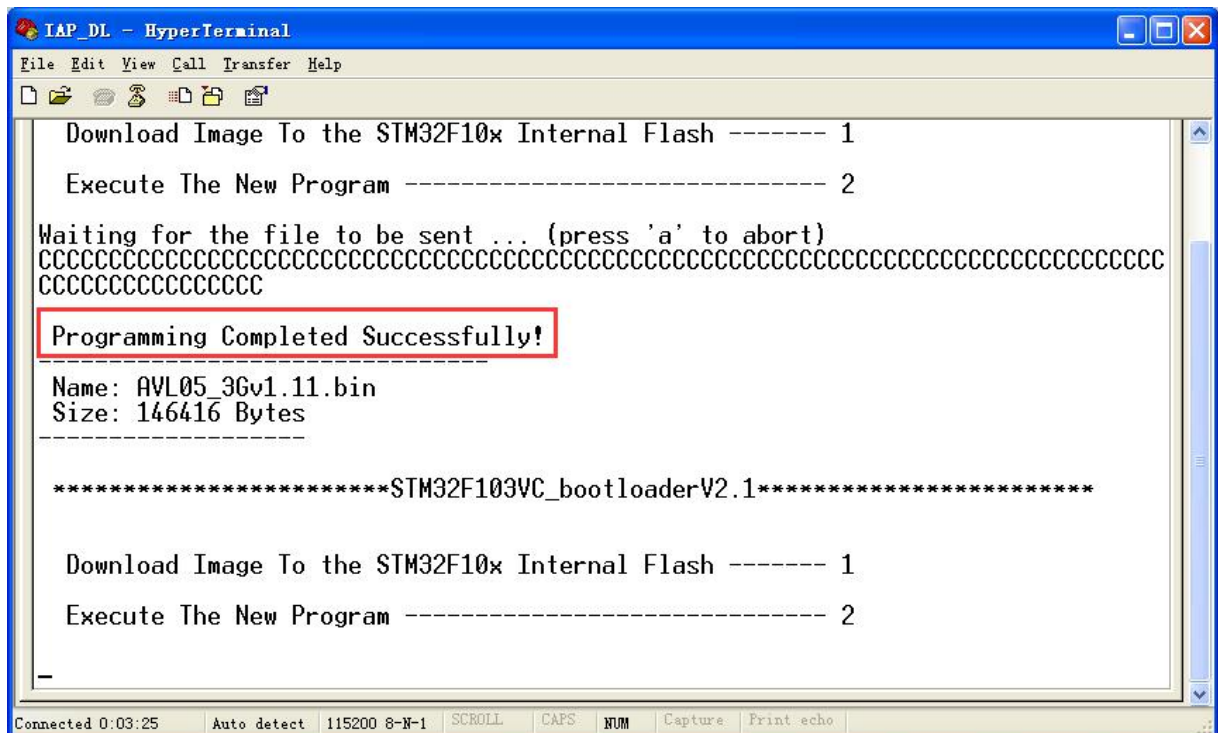 IAP_DL - HyperTerminal
File Edit View Call Transfer Help
Download Image To the STM32F10x Internal Flash ------- 1
Execute The New Program ------------------------------ 2
Waiting for the file to be sent ... (press 'a' to abort)
CCCCCCCCCCCCCCCCCCCCCCCCCCCCCCCCCCCCCCCCCCCCCCCCCCCCCCCCCCCCCCCCCCCCCCCCCCCCCCCC
CCCCCCCCCCCCCCCC
Programming Completed Successfully!
--------------------------------
Name: AVL05_3Gv1.11.bin
Size: 146416 Bytes
-------------------
************************STM32F103VC_bootloaderV2.1************************
Download Image To the STM32F10x Internal Flash ------- 1
Execute The New Program ------------------------------ 2
_
Connected 0:03:25 Auto detect 115200 8-N-1 SCROLL CAPS NUM Capture Print echo